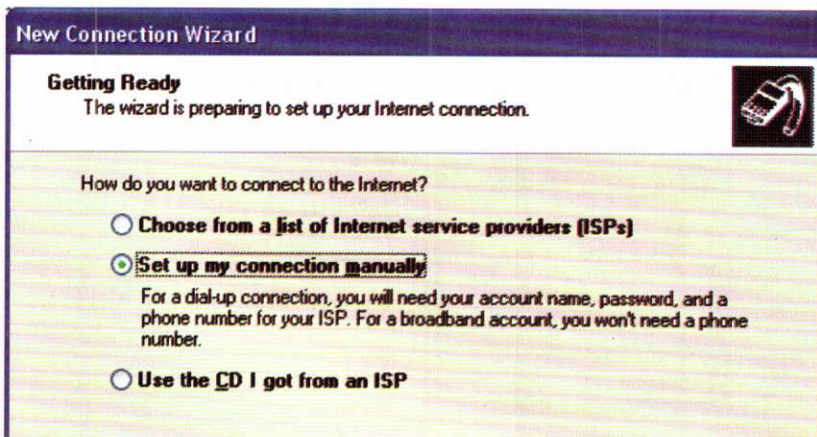 New Connection Wizard
Getting Ready
The wizard is preparing to set up your Internet connection.
How do you want to connect to the Internet?
Choose from a list of Internet service providers (ISPs)
Set up my connection manually
For a dial-up connection, you will need your account name, password, and a
phone number for your ISP. For a broadband account, you won't need a phone
number.
Use the CD I got from an ISP